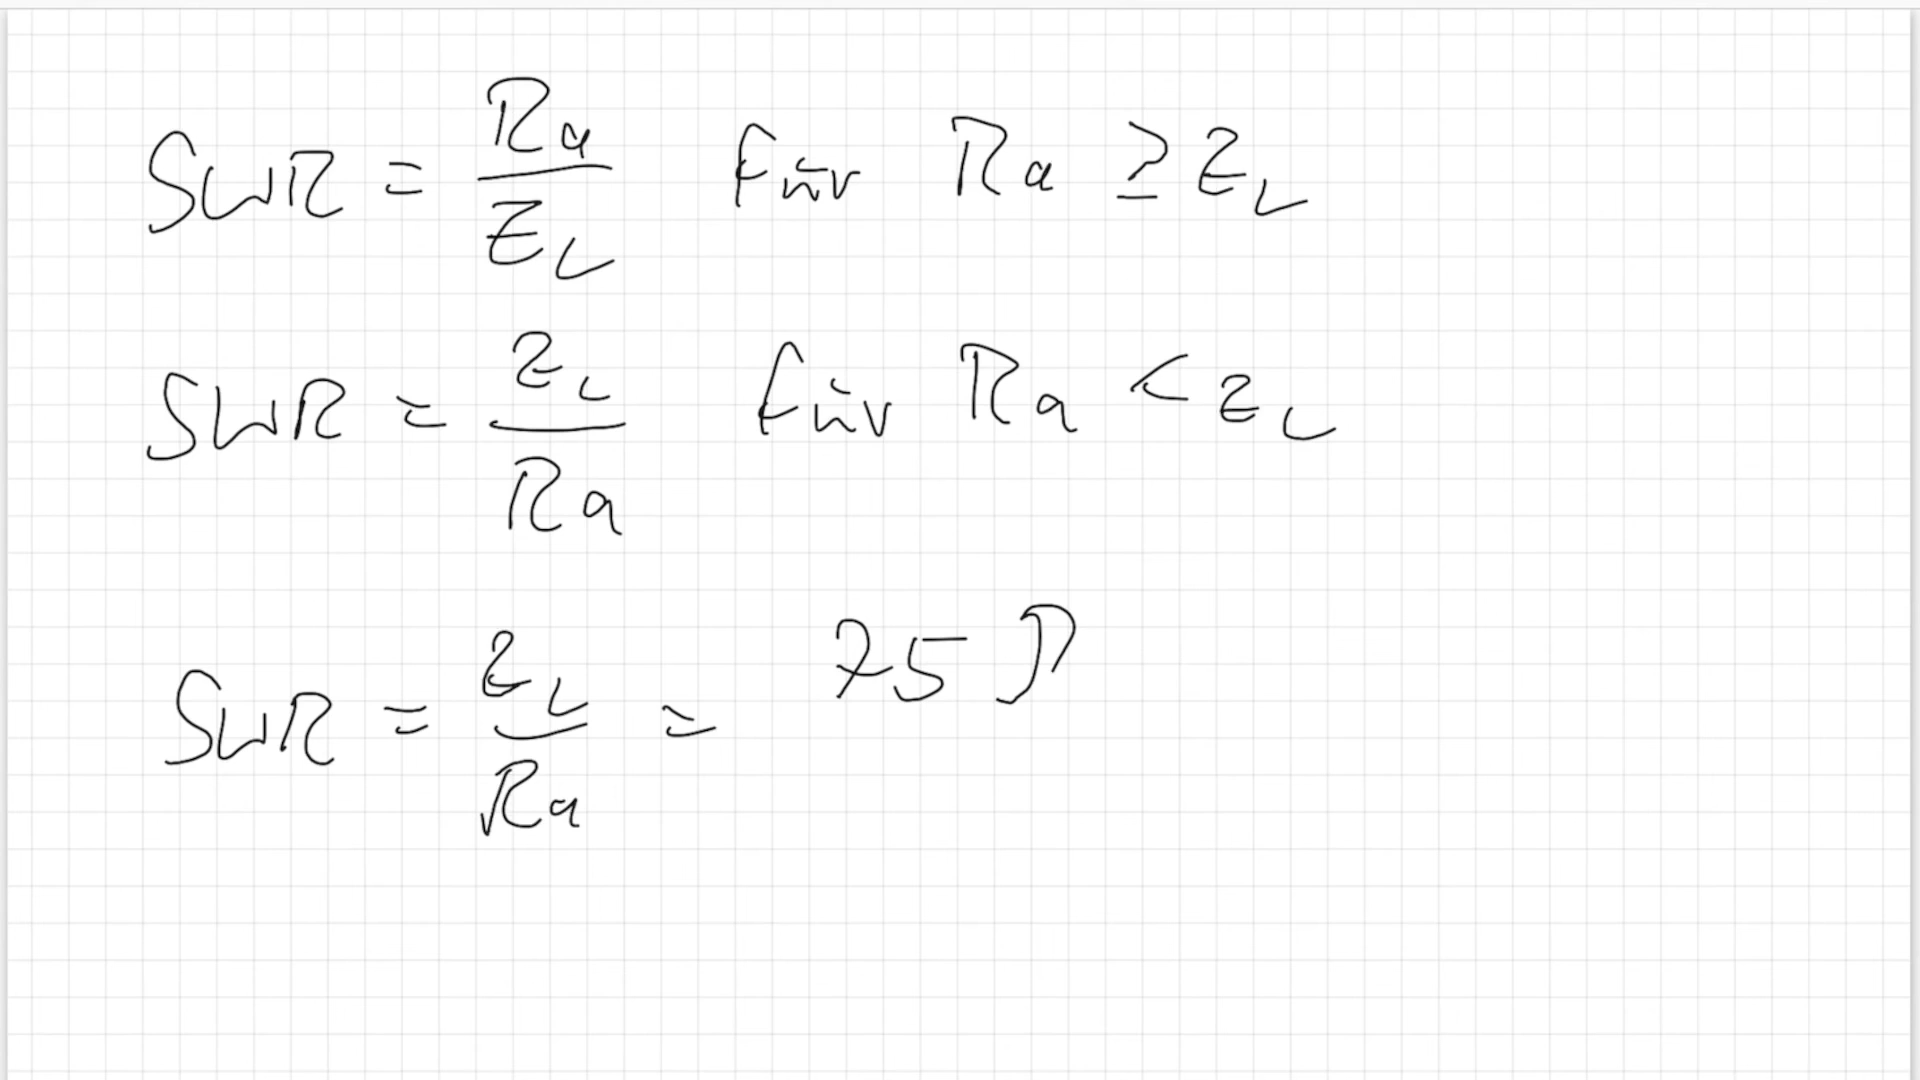 SWR = Ra / ZL für Ra ≥ ZL
SWR = ZL / Ra für Ra < ZL
SWR = ZL / Ra = 75